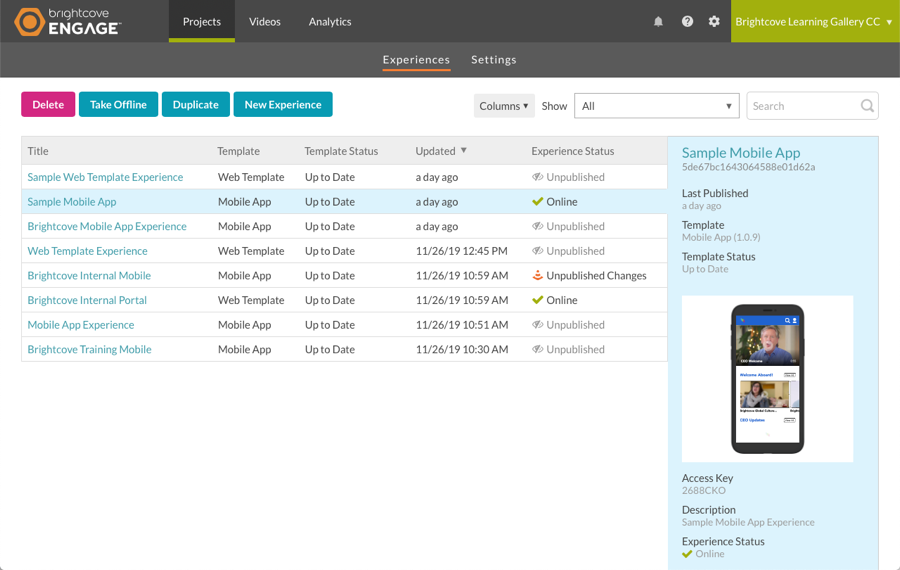 brightcove
ENGAGE™
Projects
Videos
Analytics
Brightcove Learning Gallery CC
Experiences
Settings
Delete
Take Offline
Duplicate
New Experience
Columns
Show
All
Search
Title Template Template Status Updated Experience Status
Sample Web Template Experience Web Template Up to Date a day ago Unpublished
Sample Mobile App Mobile App Up to Date a day ago Online
Brightcove Mobile App Experience Mobile App Up to Date a day ago Unpublished
Web Template Experience Web Template Up to Date 11/26/19 12:45 PM Unpublished
Brightcove Internal Mobile Mobile App Up to Date 11/26/19 10:59 AM Unpublished Changes
Brightcove Internal Portal Web Template Up to Date 11/26/19 10:59 AM Online
Mobile App Experience Mobile App Up to Date 11/26/19 10:51 AM Unpublished
Brightcove Training Mobile Mobile App Up to Date 11/26/19 10:30 AM Unpublished
Sample Mobile App
5de67bc1643064588e01d62a
Last Published
a day ago
Template
Mobile App (1.0.9)
Template Status
Up to Date
CEO Welcome
Welcome Aboard!
Brightcove Global Culture...
CEO Updates
Access Key
2688CKO
Description
Sample Mobile App Experience
Experience Status
Online